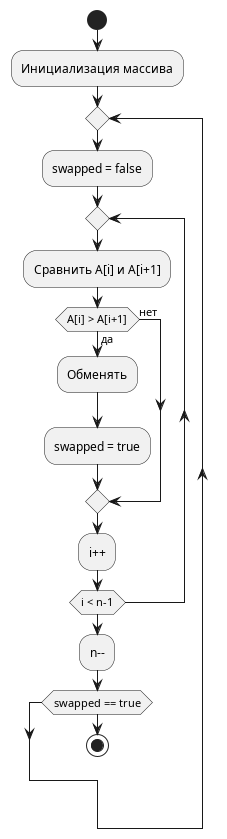 Инициализация массива
swapped = false
Сравнить A[i] и A[i+1]
A[i] > A[i+1]
нет
да
Обменять
swapped = true
i++
i < n-1
n--
swapped == true